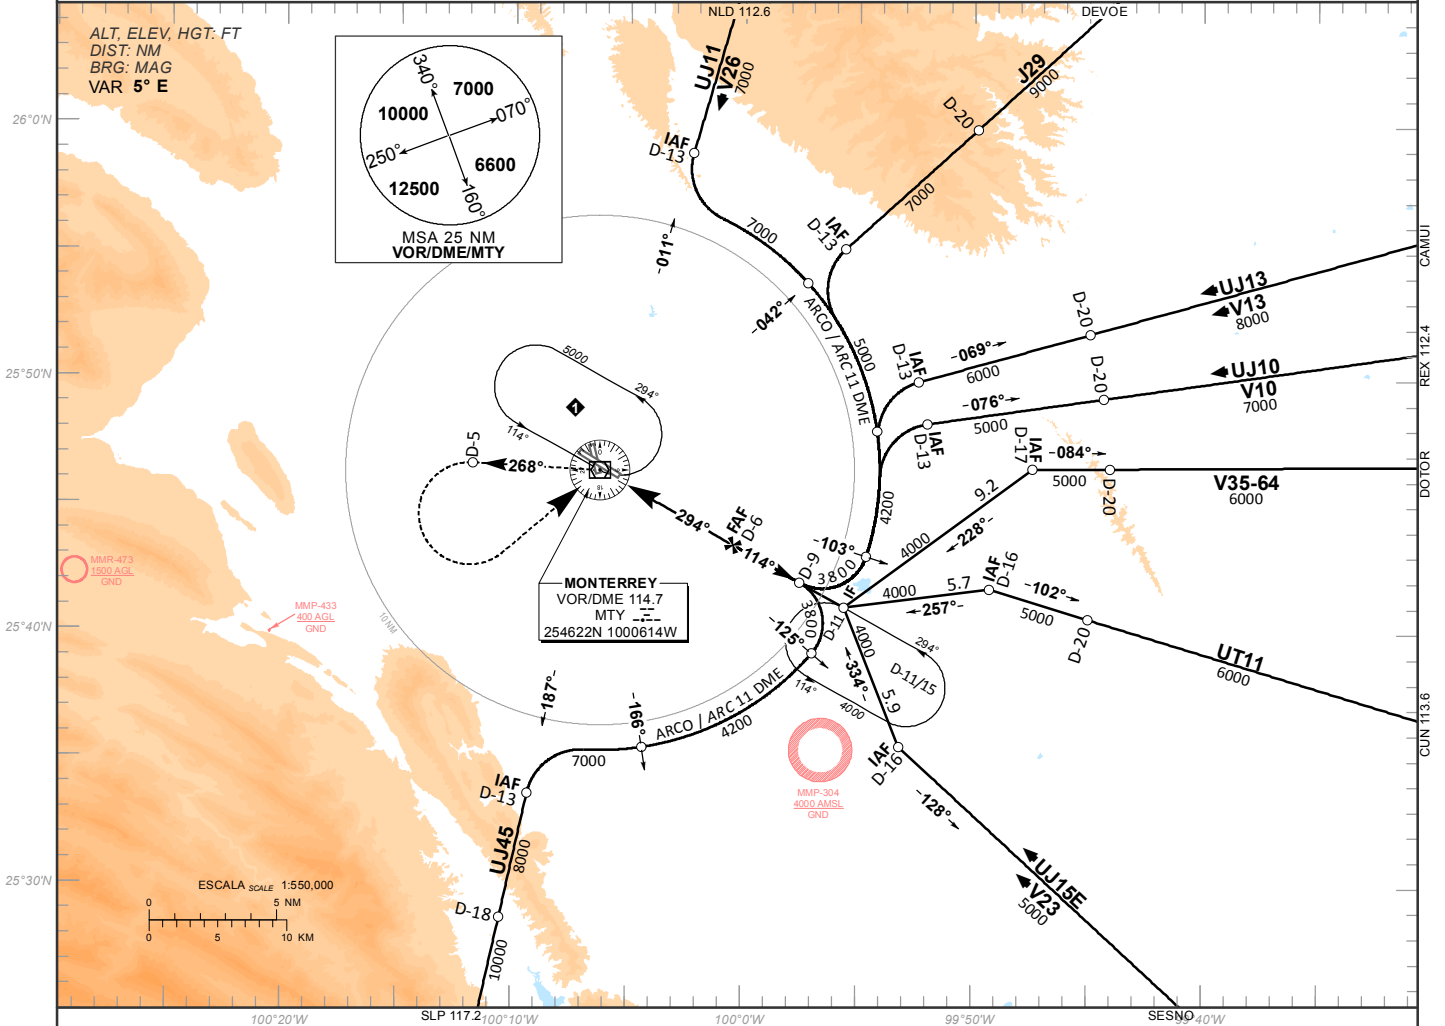 NLD 112.6
DEVOE
ALT, ELEV, HGT: FT
DIST: NM
BRG: MAG
VAR 5° E
340°
7000
10000
070°
250°
6600
12500
160°
MSA 25 NM
VOR/DME/MTY
UJ11
V26
7000
IAF
D-13
J29
9000
D-20
7000
IAF
D-13
26°0'N
7000
011°
042°
ARCO / ARC 11 DME
5000
CAMUI
UJ13
V13
8000
D-20
069°
6000
IAF
D-13
REX 112.4
UJ10
V10
7000
D-20
076°
5000
IAF
D-13
25°50'N
5000
294°
1
114°
D-5
268°
DOTOR
V35-64
6000
084°
5000
D-20
IAF
D-17
9.2
228°
4000
4200
103°
3800
D-9
294°
FAF
D-6
114°
MONTERREY
VOR/DME 114.7
MTY
254622N 1000614W
MMR-473
1500 AGL
GND
MMP-433
400 AGL
GND
10 NM
25°40'N
IF
D-11
3800
125°
4000
5.7
257°
IAF
D-16
102°
5000
D-20
UT11
6000
CUN 113.6
4000
334°
5.9
294°
D-11/15
114°
4000
IAF
D-16
128°
UJ15E
V23
5000
MMP-304
4000 AMSL
GND
187°
166°
ARCO / ARC 11 DME
4200
7000
IAF
D-13
UJ45
8000
D-18
10000
25°30'N
ESCALA SCALE 1:550,000
0 5 NM
0 5 10 KM
100°20'W
SLP 117.2
100°10'W
100°0'W
99°50'W
SESNO
99°40'W